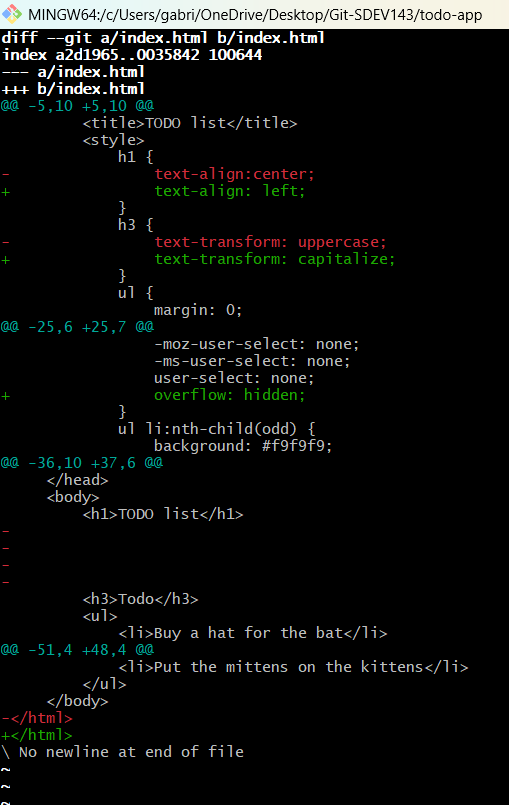 MINGW64:/c/Users/gabri/OneDrive/Desktop/Git-SDEV143/todo-app
diff --git a/index.html b/index.html
index a2d1965..0035842 100644
--- a/index.html
+++ b/index.html
@@ -5,10 +5,10 @@
         <title>TODO list</title>
         <style>
             h1 {
-                text-align:center;
+                text-align: left;
             }
             h3 {
-                text-transform: uppercase;
+                text-transform: capitalize;
             }
             ul {
                 margin: 0;
@@ -25,6 +25,7 @@
                 -moz-user-select: none;
                 -ms-user-select: none;
                 user-select: none;
+                overflow: hidden;
             }
             ul li:nth-child(odd) {
                 background: #f9f9f9;
@@ -36,10 +37,6 @@
     </head>
     <body>
         <h1>TODO list</h1>
-
-
-
-
         <h3>Todo</h3>
         <ul>
             <li>Buy a hat for the bat</li>
@@ -51,4 +48,4 @@
             <li>Put the mittens on the kittens</li>
         </ul>
     </body>
-</html>
+</html>
\ No newline at end of file
~
~
~